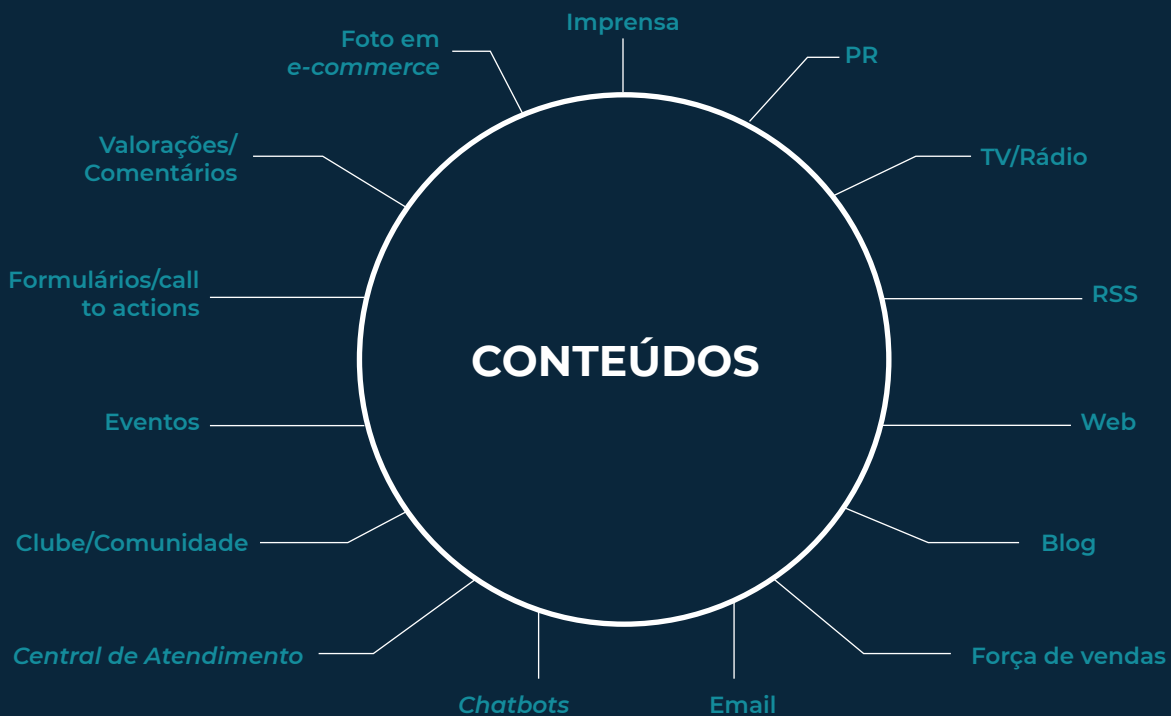 Imprensa
PR
TV/Rádio
RSS
Web
Blog
Força de vendas
Email
Chatbots
Central de Atendimento
Clube/Comunidade
Eventos
Formulários/call
to actions
Valorações/
Comentários
Foto em
e-commerce
CONTEÚDOS